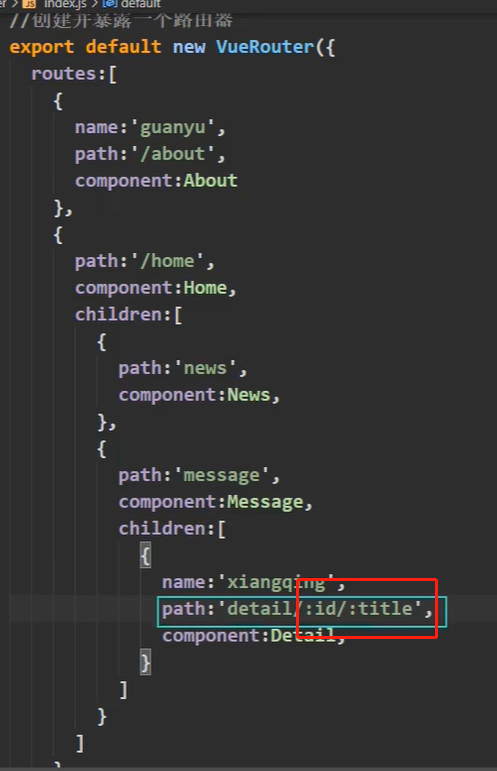 index.js > default
//创建并暴露一个路由器
export default new VueRouter({
routes:[
{
name:'guanyu',
path:'/about',
component:About
},
{
path:'/home',
component:Home,
children:[
{
path:'news',
component:News,
},
{
path:'message',
component:Message,
children:[
{
name:'xiangqing',
path:'detail/:id/:title',
component:Detail,
}
]
}
]